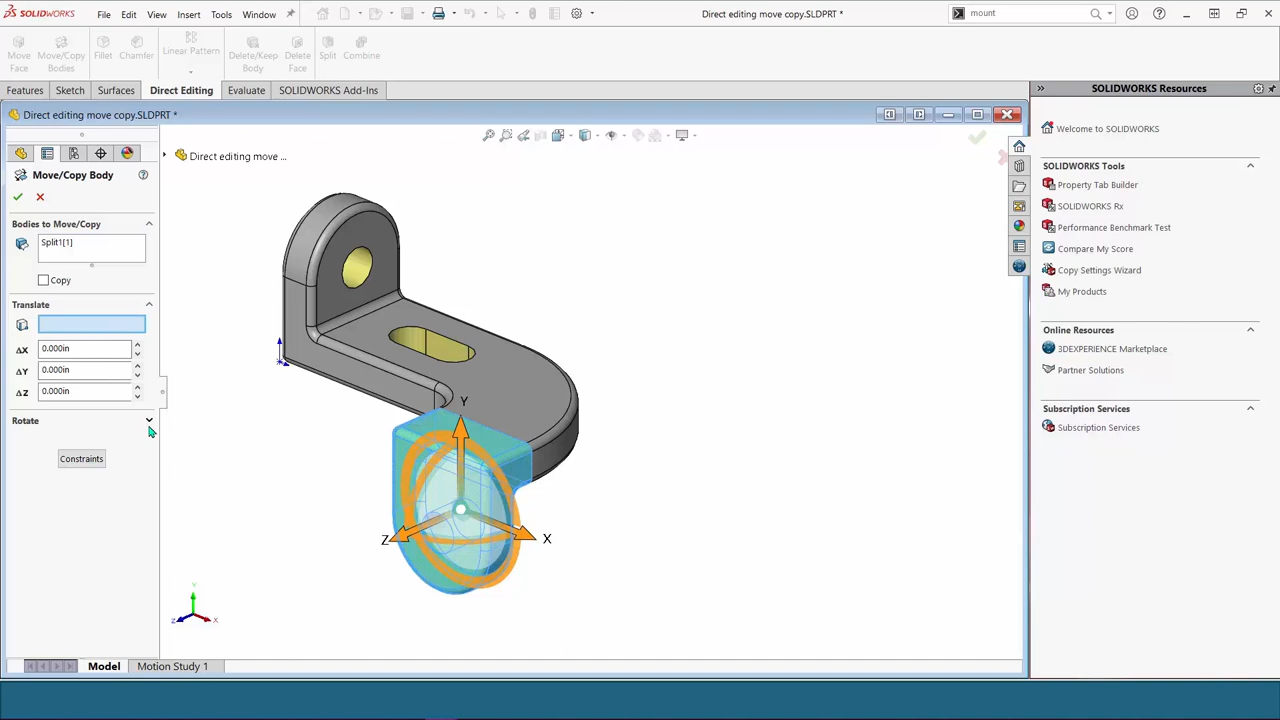 SOLIDWORKS File Edit View Insert Tools Window Direct editing move copy.SLDPRT * mount
Move Face Move/Copy Bodies Fillet Chamfer Linear Pattern Delete/Keep Body Delete Face Split Combine
Features Sketch Surfaces Direct Editing Evaluate SOLIDWORKS Add-Ins
SOLIDWORKS Resources
Direct editing move copy.SLDPRT *
Direct editing move ...
Move/Copy Body
Bodies to Move/Copy
Split1[1]
Copy
Translate
ΔX 0.000in
ΔY 0.000in
ΔZ 0.000in
Rotate
Constraints
Y
Z
X
Y
Z
X
Model Motion Study 1
Welcome to SOLIDWORKS
SOLIDWORKS Tools
Property Tab Builder
SOLIDWORKS Rx
Performance Benchmark Test
Compare My Score
Copy Settings Wizard
My Products
Online Resources
3DEXPERIENCE Marketplace
Partner Solutions
Subscription Services
Subscription Services